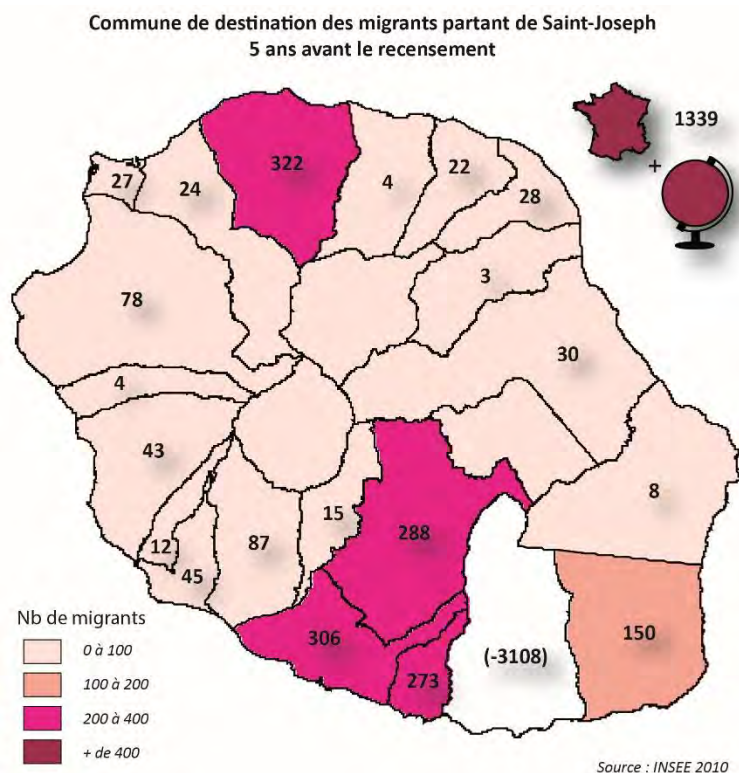 Commune de destination des migrants partant de Saint-Joseph
5 ans avant le recensement
1339
+
322
27
24
4
22
28
3
78
30
4
43
8
15
288
12
87
45
306
273
(-3108)
150
Nb de migrants
0 à 100
100 à 200
200 à 400
+ de 400
Source : INSEE 2010